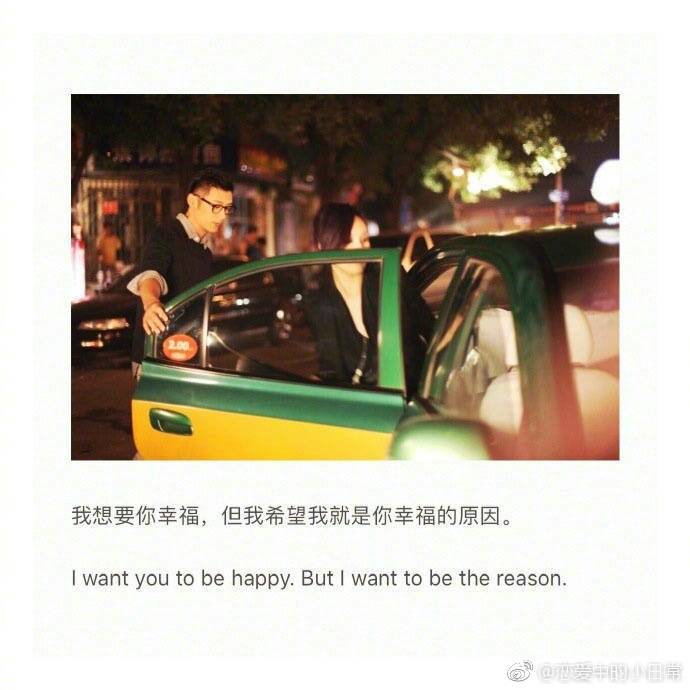 2.00
我想要你幸福，但我希望我就是你幸福的原因。
I want you to be happy. But I want to be the reason.
@恋爱中的小日常